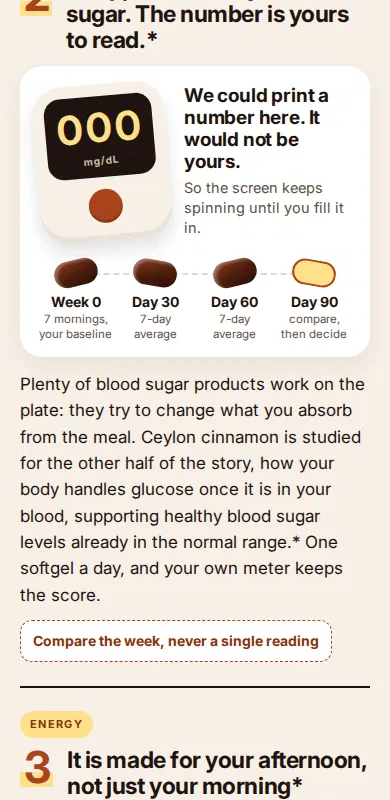 2
sugar. The number is yours
to read.*
000
mg/dL
We could print a
number here. It
would not be
yours.
So the screen keeps
spinning until you fill it
in.
Week 0
7 mornings,
your baseline
Day 30
7-day
average
Day 60
7-day
average
Day 90
compare,
then decide
Plenty of blood sugar products work on the
plate: they try to change what you absorb
from the meal. Ceylon cinnamon is studied
for the other half of the story, how your
body handles glucose once it is in your
blood, supporting healthy blood sugar
levels already in the normal range.* One
softgel a day, and your own meter keeps
the score.
Compare the week, never a single reading
ENERGY
3
It is made for your afternoon,
not just your morning*